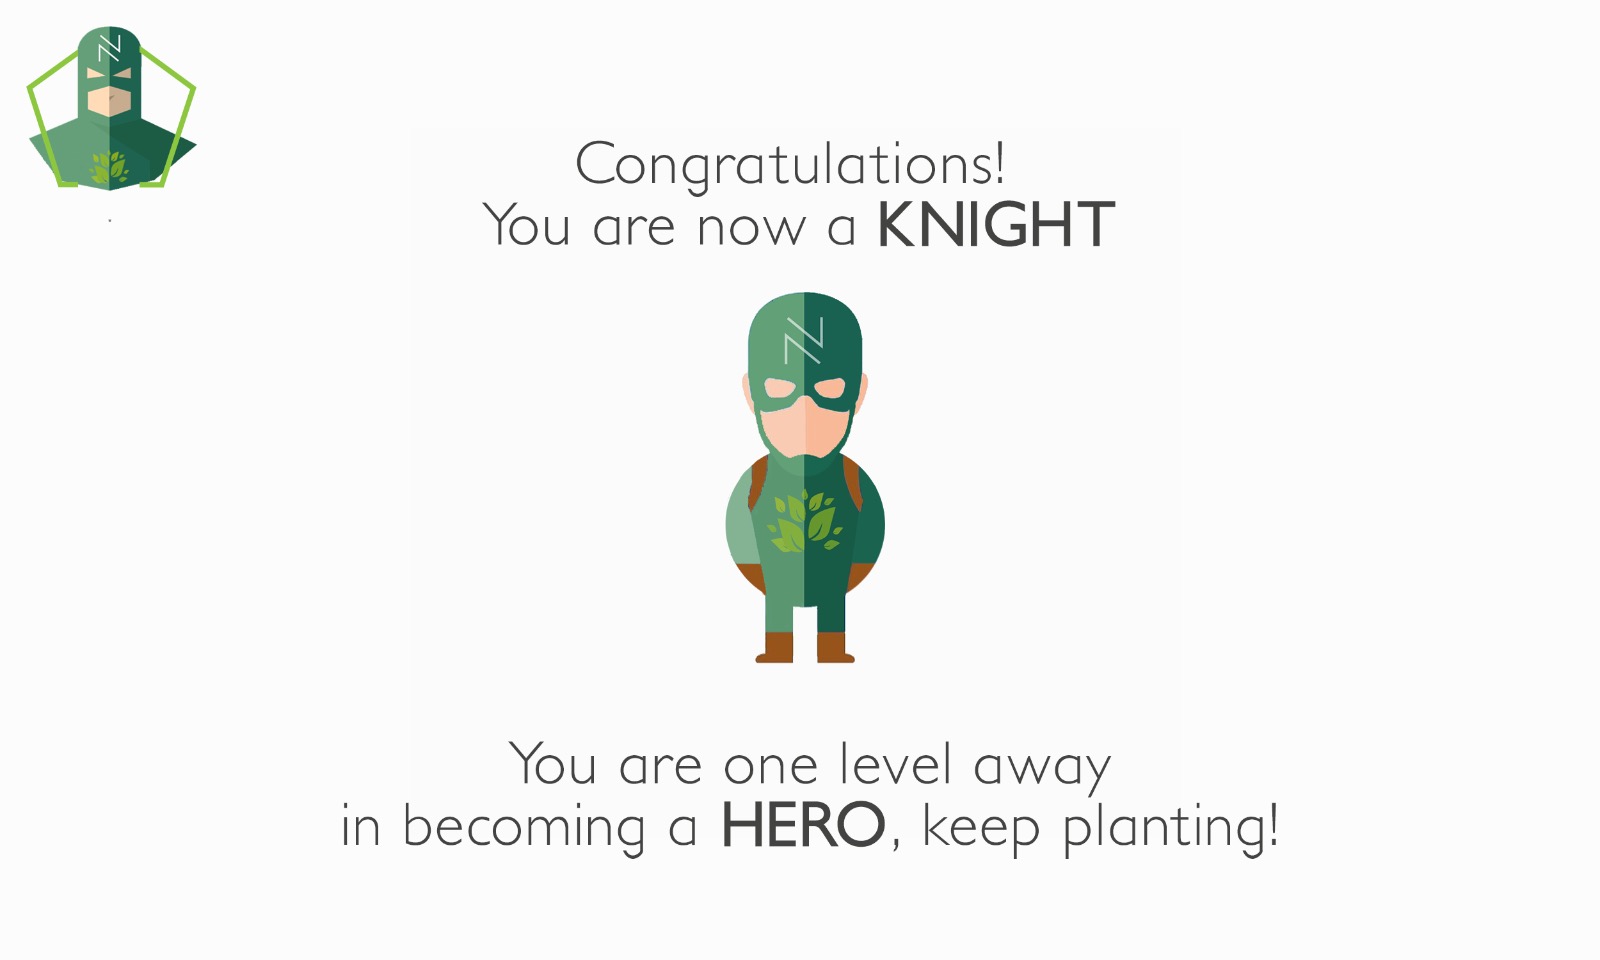 N
Congratulations!
You are now a KNIGHT
N
You are one level away
in becoming a HERO, keep planting!